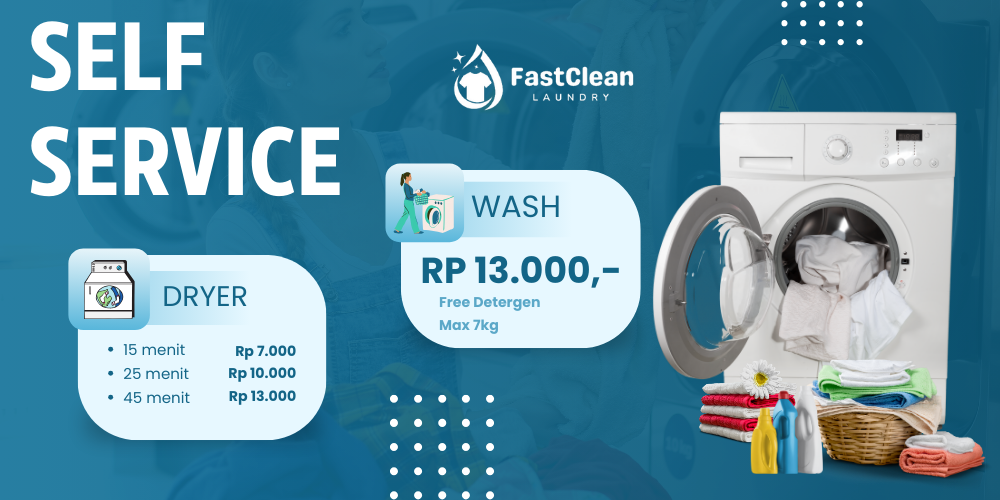 SELF
SERVICE
FastClean
LAUNDRY
WASH
RP 13.000,-
Free Detergen
Max 7kg
DRYER
• 15 menit Rp 7.000
• 25 menit Rp 10.000
• 45 menit Rp 13.000